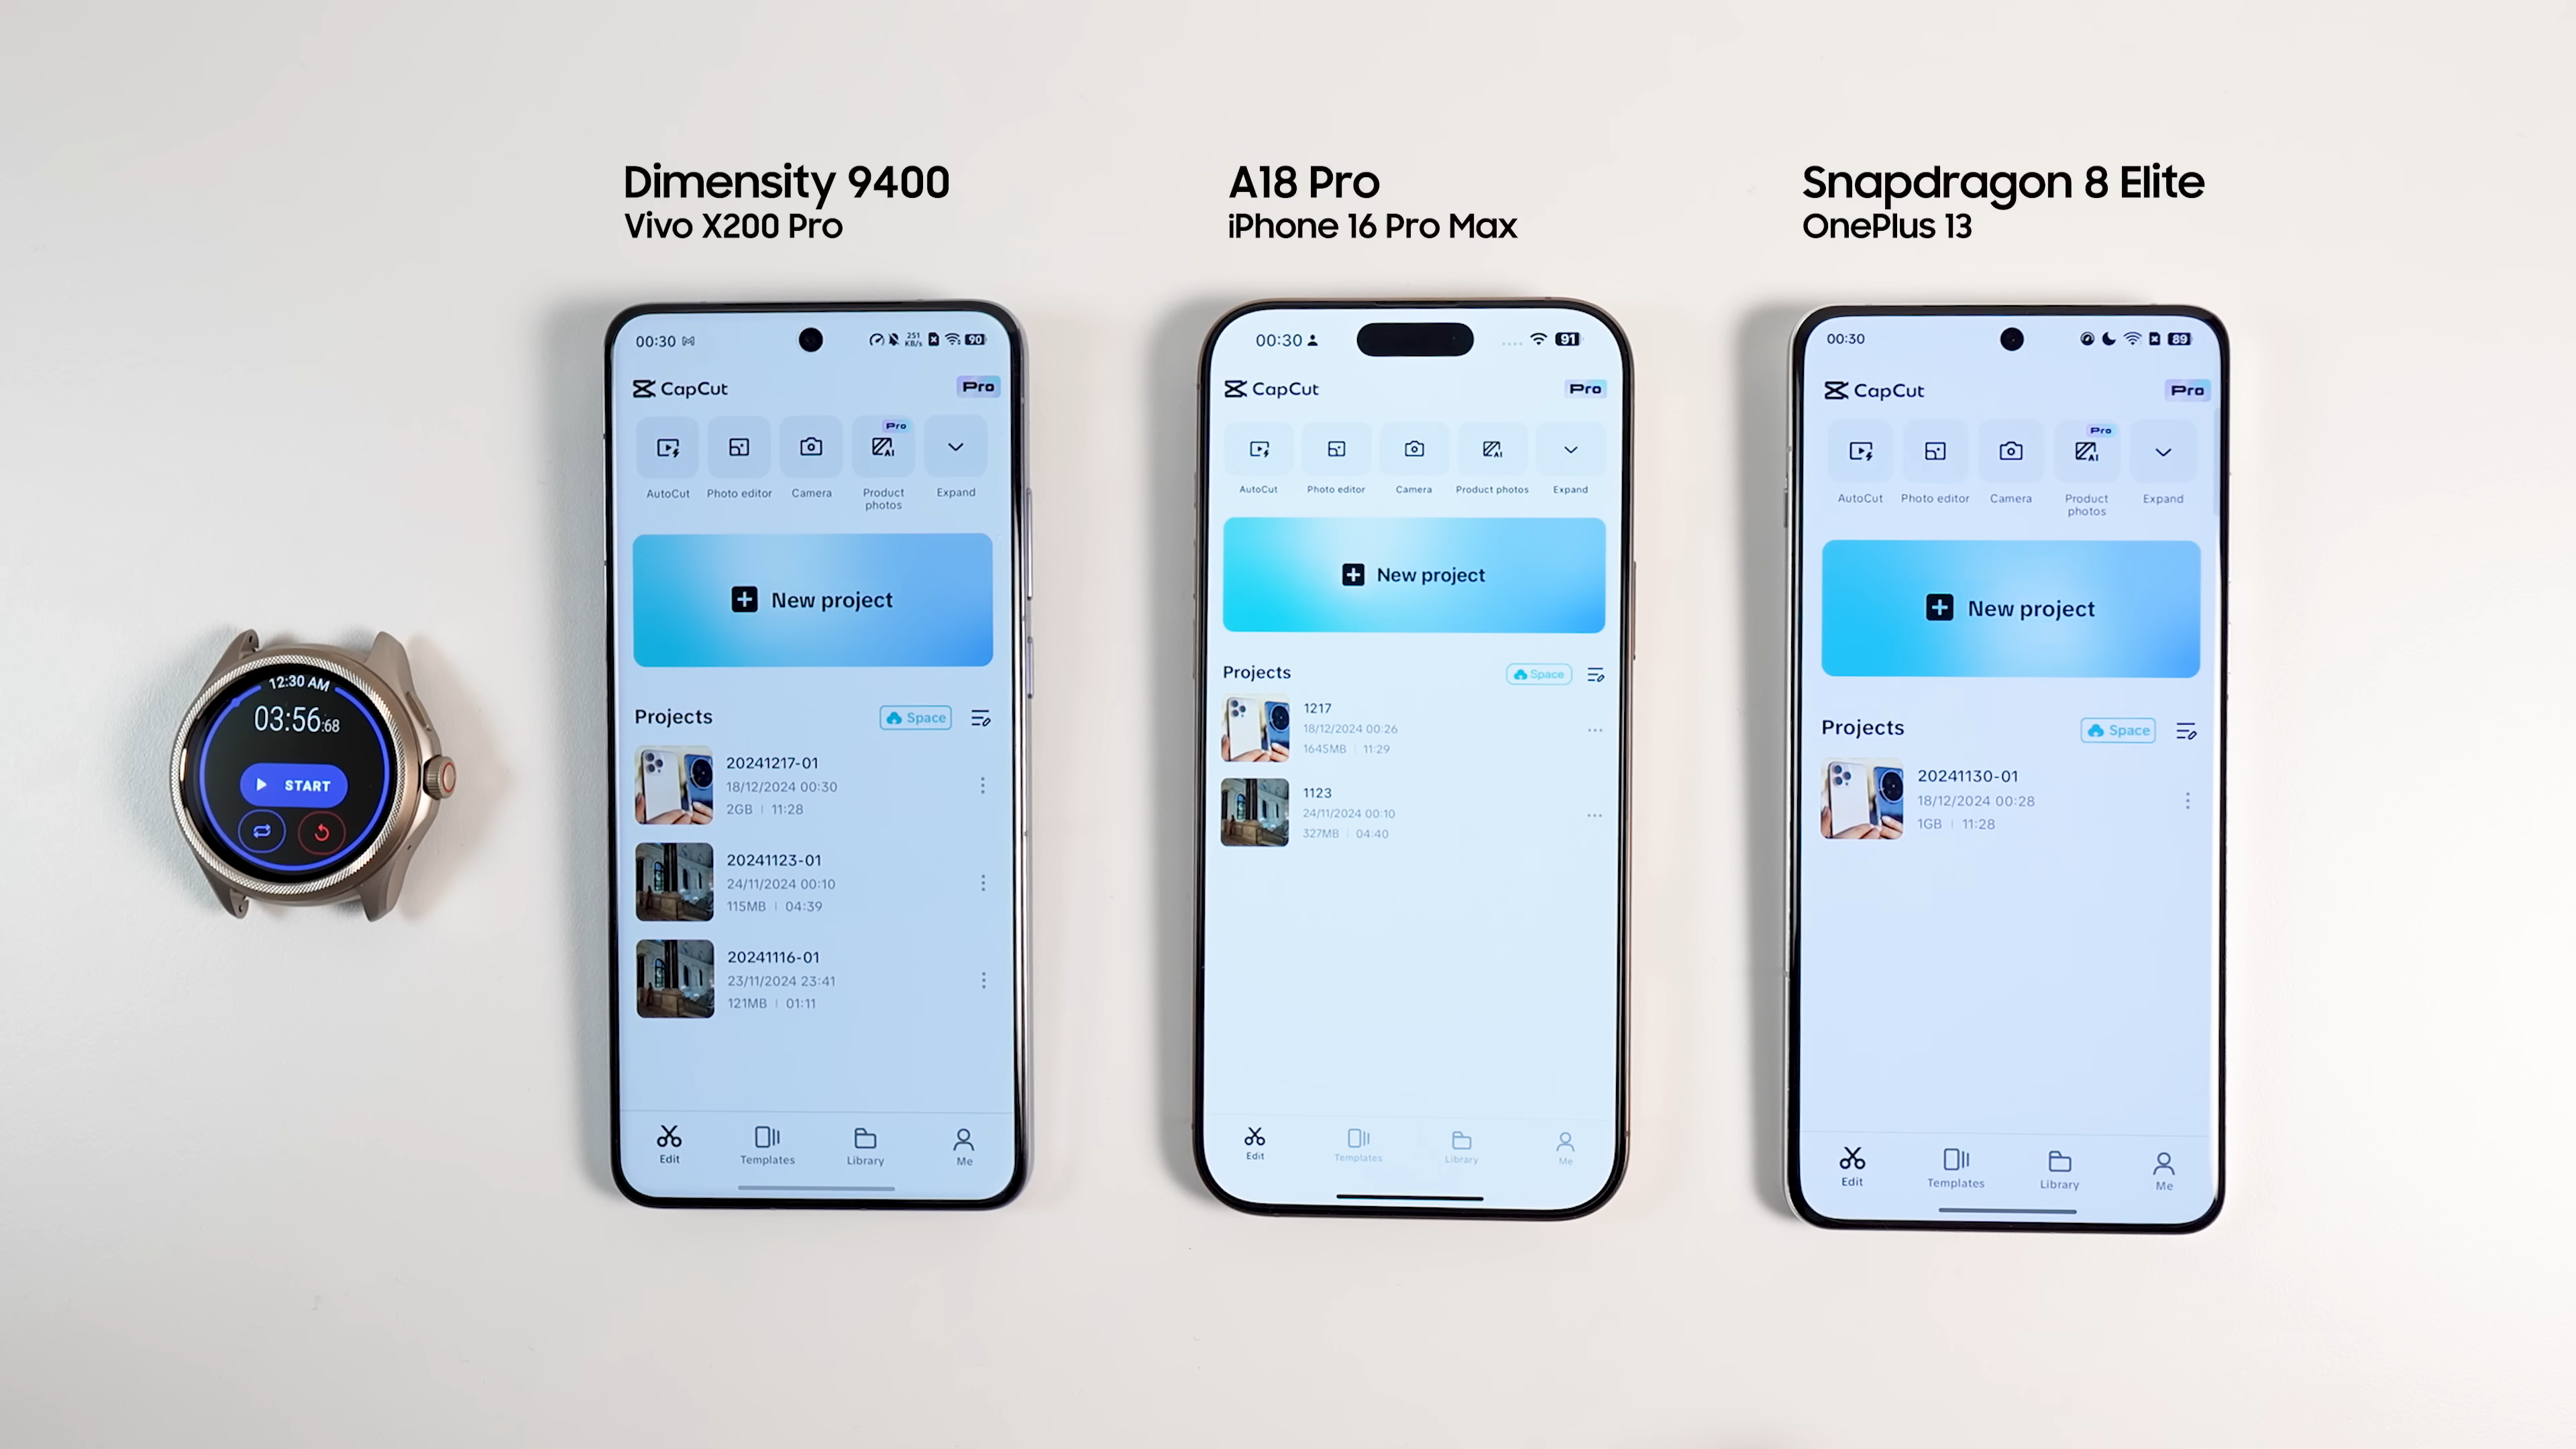 Dimensity 9400
Vivo X200 Pro
A18 Pro
iPhone 16 Pro Max
Snapdragon 8 Elite
OnePlus 13
12:30 AM
03:56:68
START
00:30
251
KB/s
90
CapCut
Pro
Pro
AutoCut
Photo editor
Camera
Product
photos
Expand
New project
Projects
Space
20241217-01
18/12/2024 00:30
2GB | 11:28
20241123-01
24/11/2024 00:10
115MB | 04:39
20241116-01
23/11/2024 23:41
121MB | 01:11
Edit
Templates
Library
Me
00:30
91
CapCut
Pro
AutoCut
Photo editor
Camera
Product photos
Expand
New project
Projects
Space
1217
18/12/2024 00:26
1645MB | 11:29
1123
24/11/2024 00:10
327MB | 04:40
Edit
Templates
Library
Me
00:30
89
CapCut
Pro
Pro
AutoCut
Photo editor
Camera
Product
photos
Expand
New project
Projects
Space
20241130-01
18/12/2024 00:28
1GB | 11:28
Edit
Templates
Library
Me